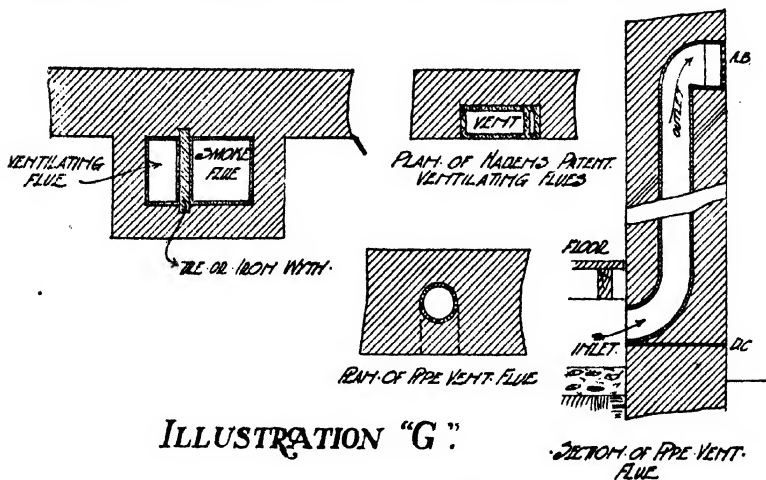 VENTILATING
FLUE
SMOKE
FLUE
TILE OR IRON WYTH.
VENT
PLAN. OF KADEMS PATENT.
VENTILATING FLUES
PLAN. OF PIPE VENT. FLUE
OUTLET
A.B.
FLOOR
INLET.
D.C
ILLUSTRATION "G".
.SECTION. OF PIPE. VENT.
FLUE